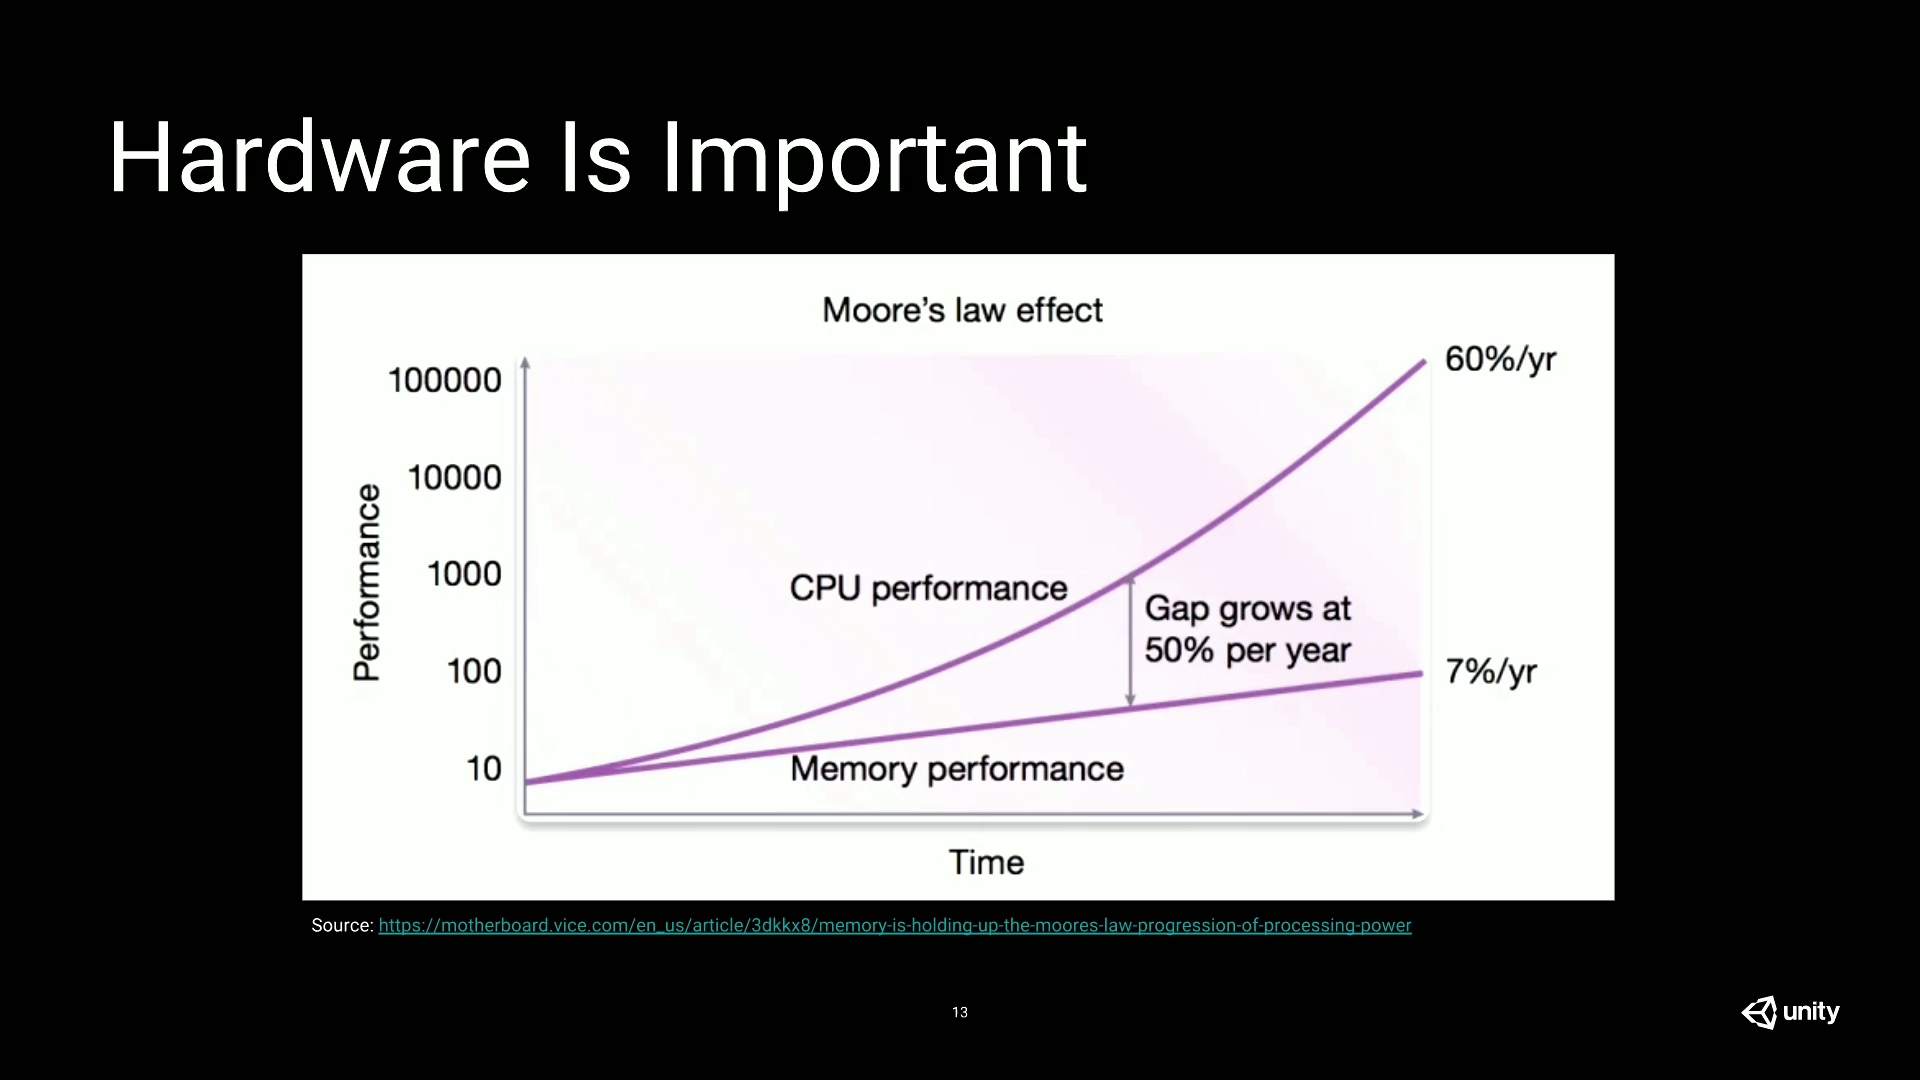 Hardware Is Important
Moore's law effect
100000
10000
1000
100
10
Performance
60%/yr
CPU performance
Gap grows at
50% per year
7%/yr
Memory performance
Time
Source: https://motherboard.vice.com/en_us/article/3dkkx8/memory-is-holding-up-the-moores-law-progression-of-processing-power
13
unity